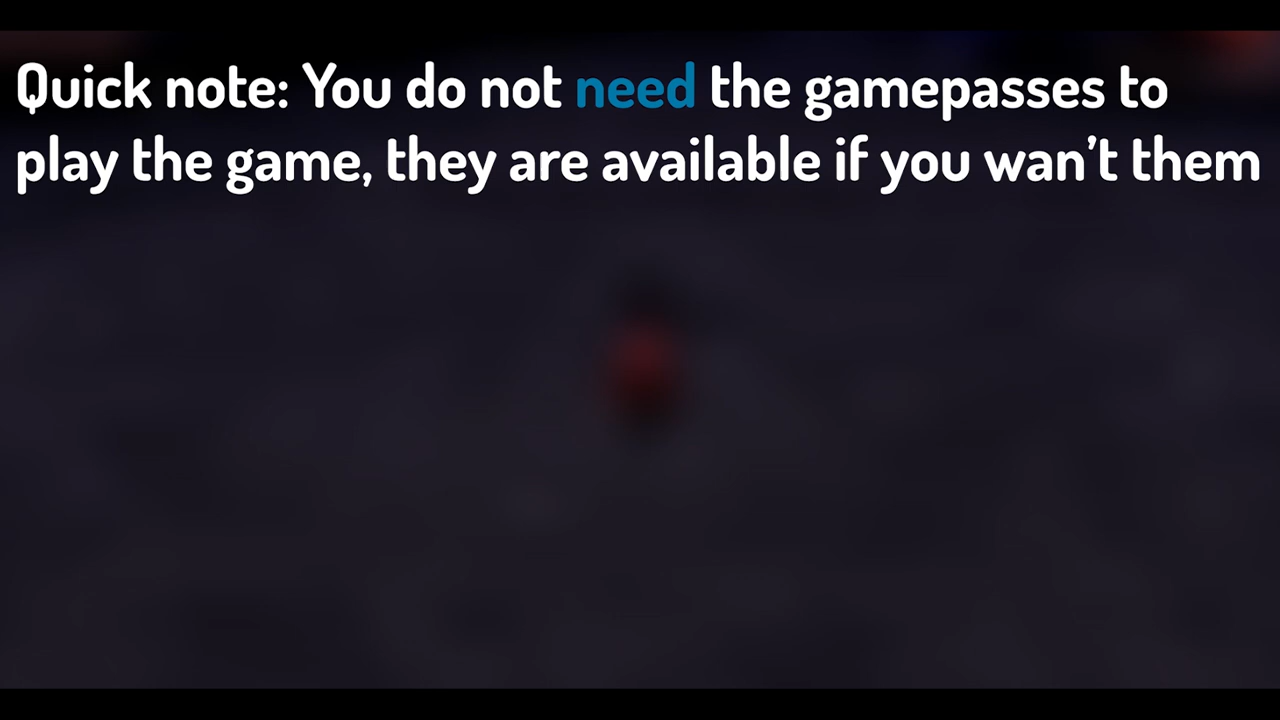 Quick note: You do not need the gamepasses to
play the game, they are available if you wan’t them